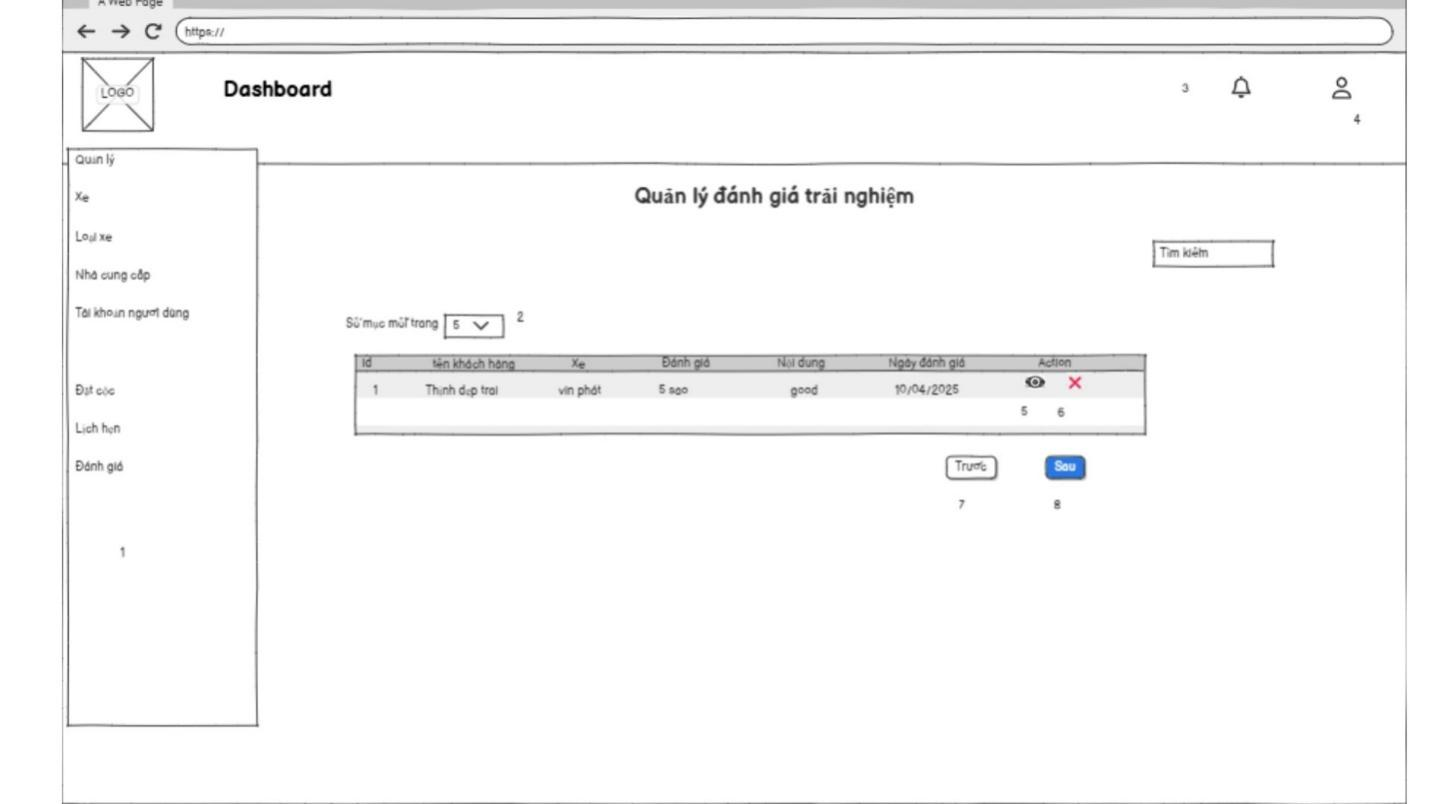 A Web Page
https://
LOGO
Dashboard
3
4
Quản lý
Xe
Loại xe
Nhà cung cấp
Tài khoản người dùng
Đặt cọc
Lịch hẹn
Đánh giá
1
Quản lý đánh giá trải nghiệm
Tìm kiếm
Số mục mỗi trang 5 2
Id tên khách hàng Xe Đánh giá Nội dung Ngày đánh giá Action
1 Thịnh đẹp trai vin phát 5 sao good 10/04/2025
5 6
Trước Sau
7 8